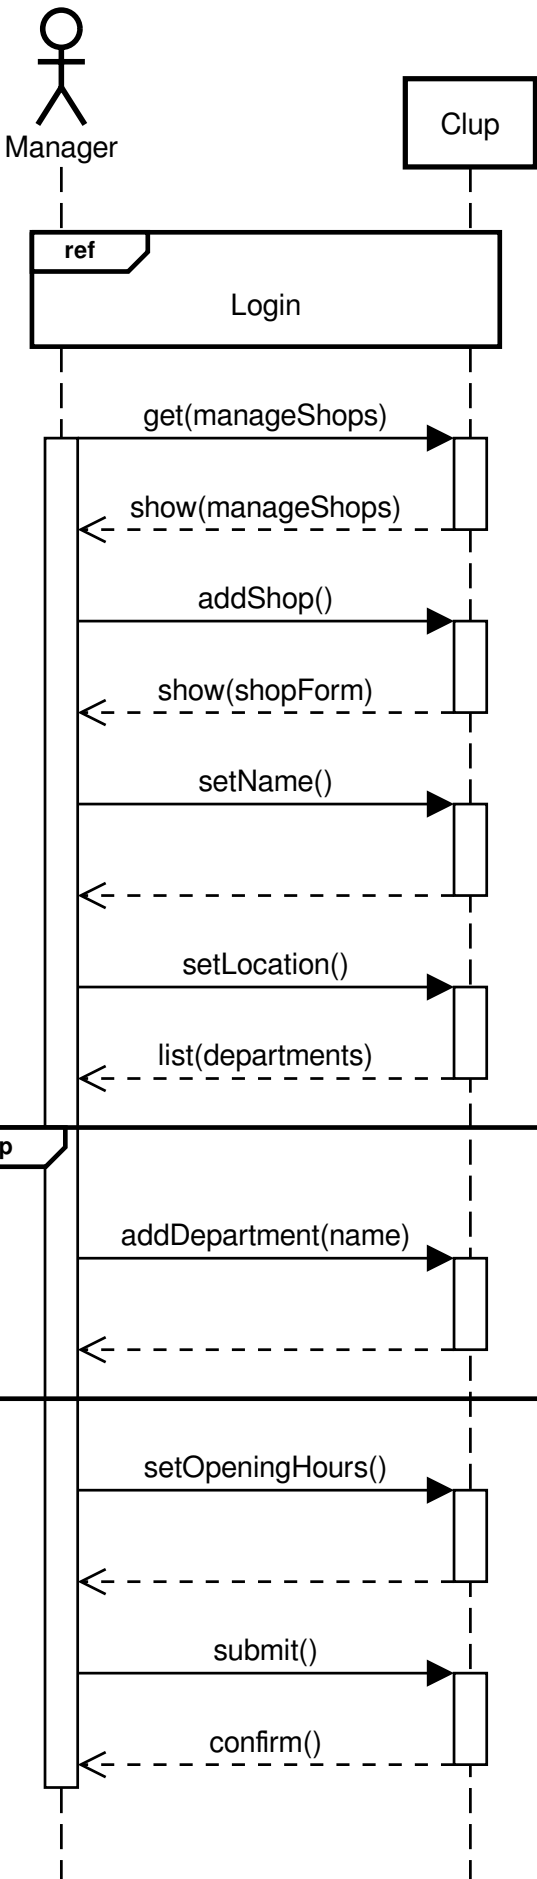 Manager
Clup
ref
Login
get(manageShops)
show(manageShops)
addShop()
show(shopForm)
setName()
setLocation()
list(departments)
p
addDepartment(name)
setOpeningHours()
submit()
confirm()